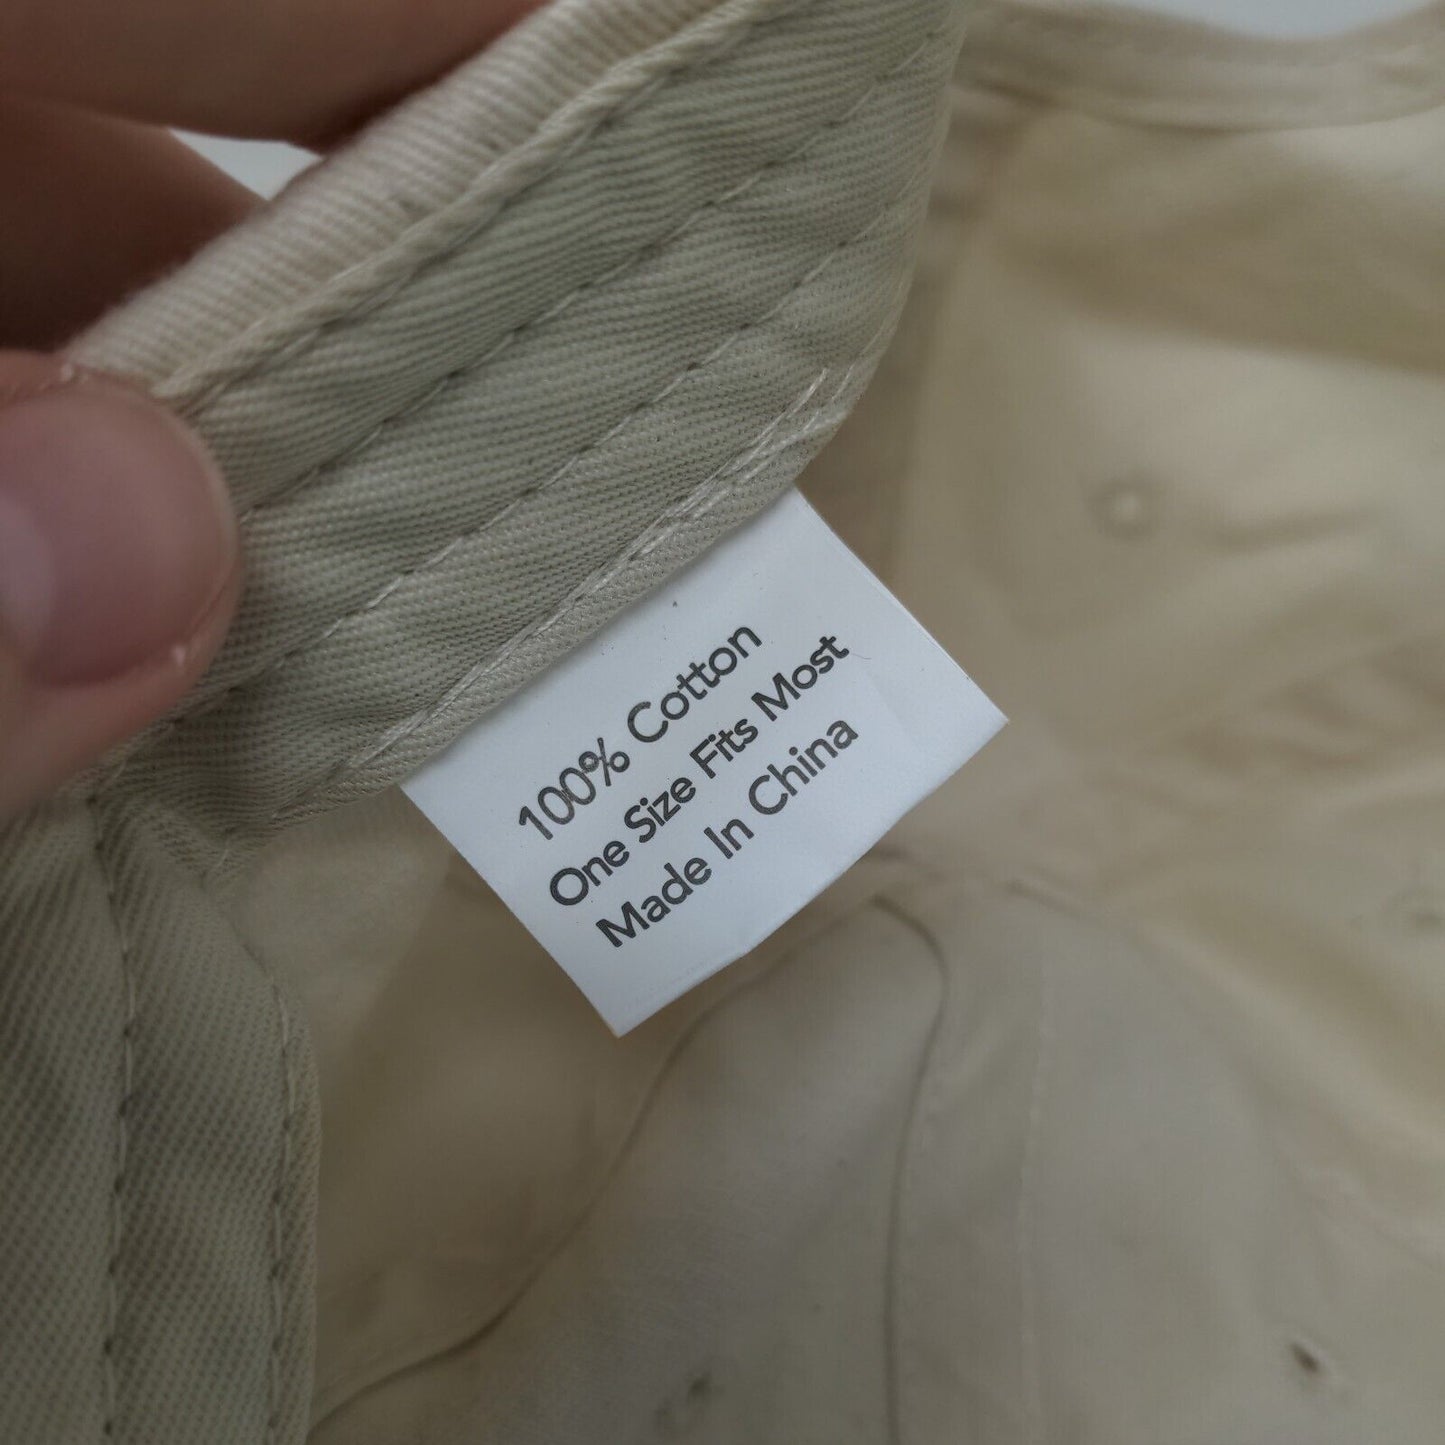 100% Cotton
One Size Fits Most
Made In China